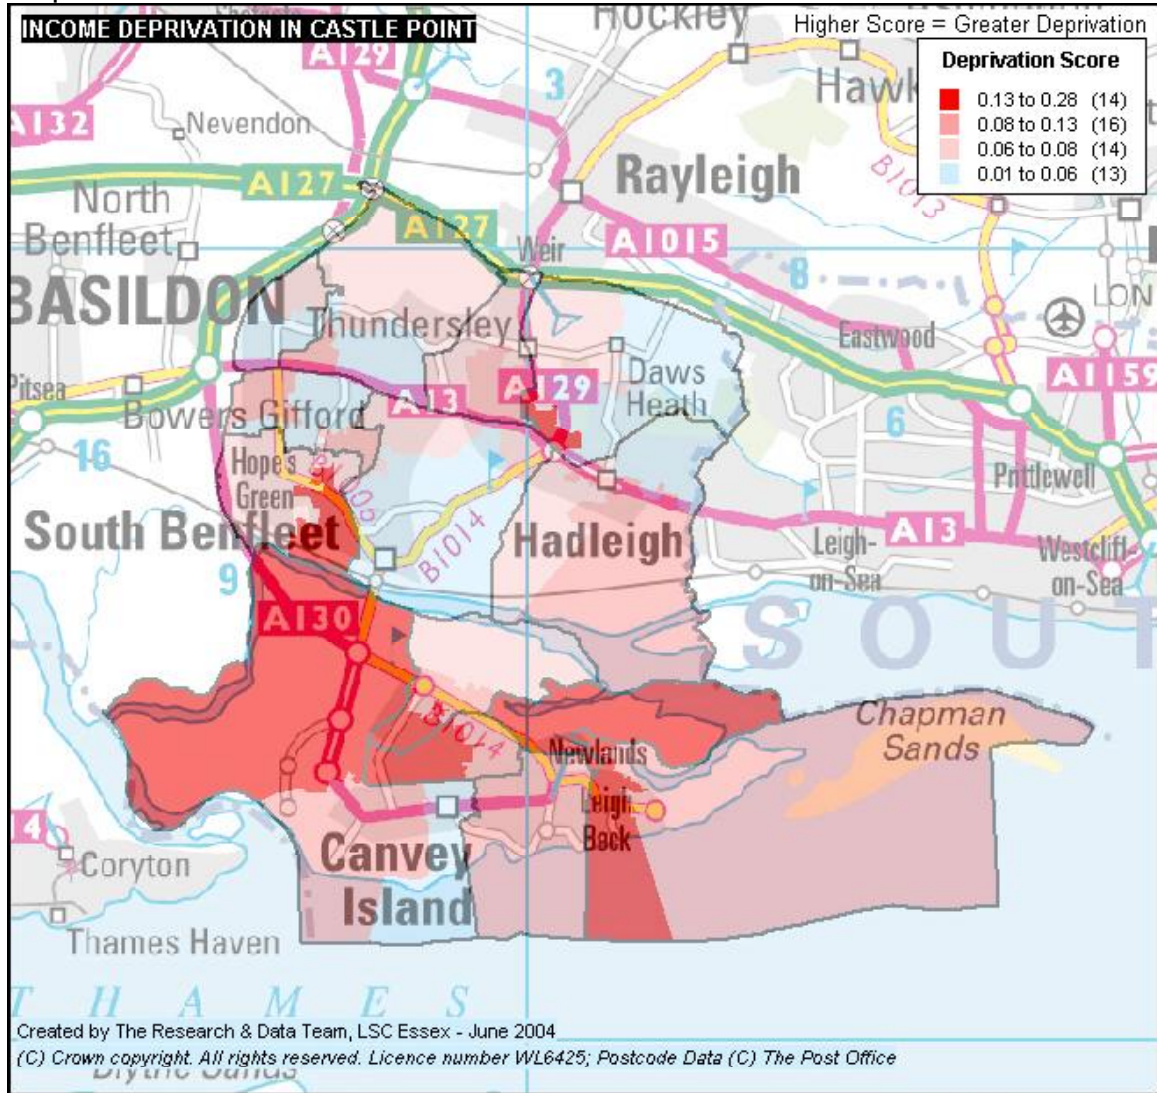 INCOME DEPRIVATION IN CASTLE POINT
Higher Score = Greater Deprivation
Deprivation Score
0.13 to 0.28 (14)
0.08 to 0.13 (16)
0.06 to 0.08 (14)
0.01 to 0.06 (13)
Hockley
A129
3
A132
Nevendon
Rayleigh
B1013
A127
North
Benfleet
A127
A1015
Weir
8
BASILDON
LON
Thundersley
Eastwood
Pitsea
A13
A129
Daws
Heath
A1159
Bowers Gifford
6
16
Hope's
Green
Prittlewell
South Benfleet
B1014
Hadleigh
A13
Leigh-
on-Sea
Westcliff-
on-Sea
9
A130
SOUT
B1014
Chapman
Sands
Newlands
Leigh
Beck
Canvey
Island
Coryton
Thames Haven
THAMES
Created by The Research & Data Team, LSC Essex - June 2004
(C) Crown copyright. All rights reserved. Licence number WL6425; Postcode Data (C) The Post Office